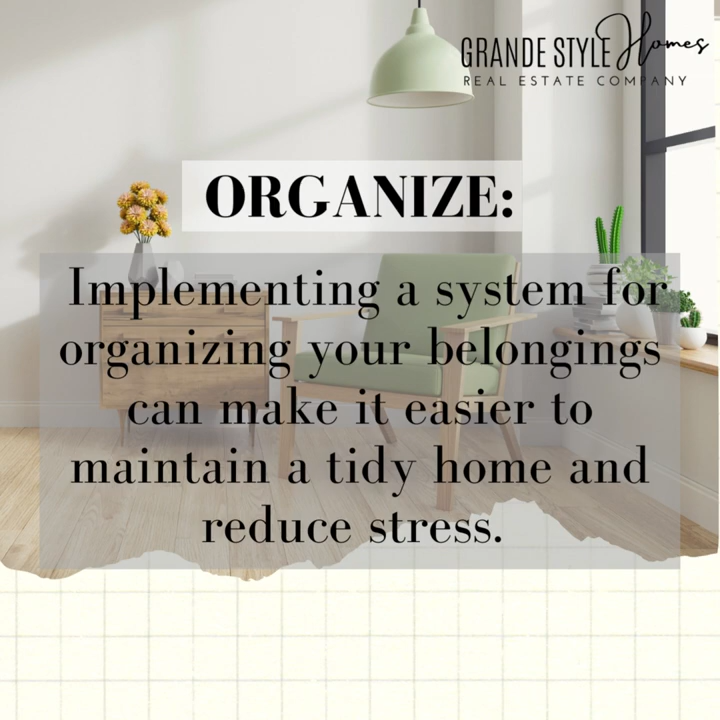 GRANDE STYLE Homes
REAL ESTATE COMPANY
ORGANIZE:
Implementing a system for
organizing your belongings
can make it easier to
maintain a tidy home and
reduce stress.